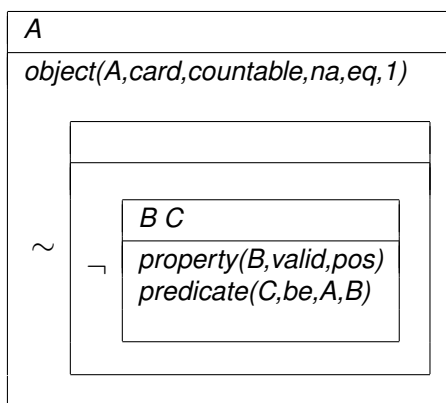 A
object(A,card,countable,na,eq,1)
∼
¬
B C
property(B,valid,pos)
predicate(C,be,A,B)